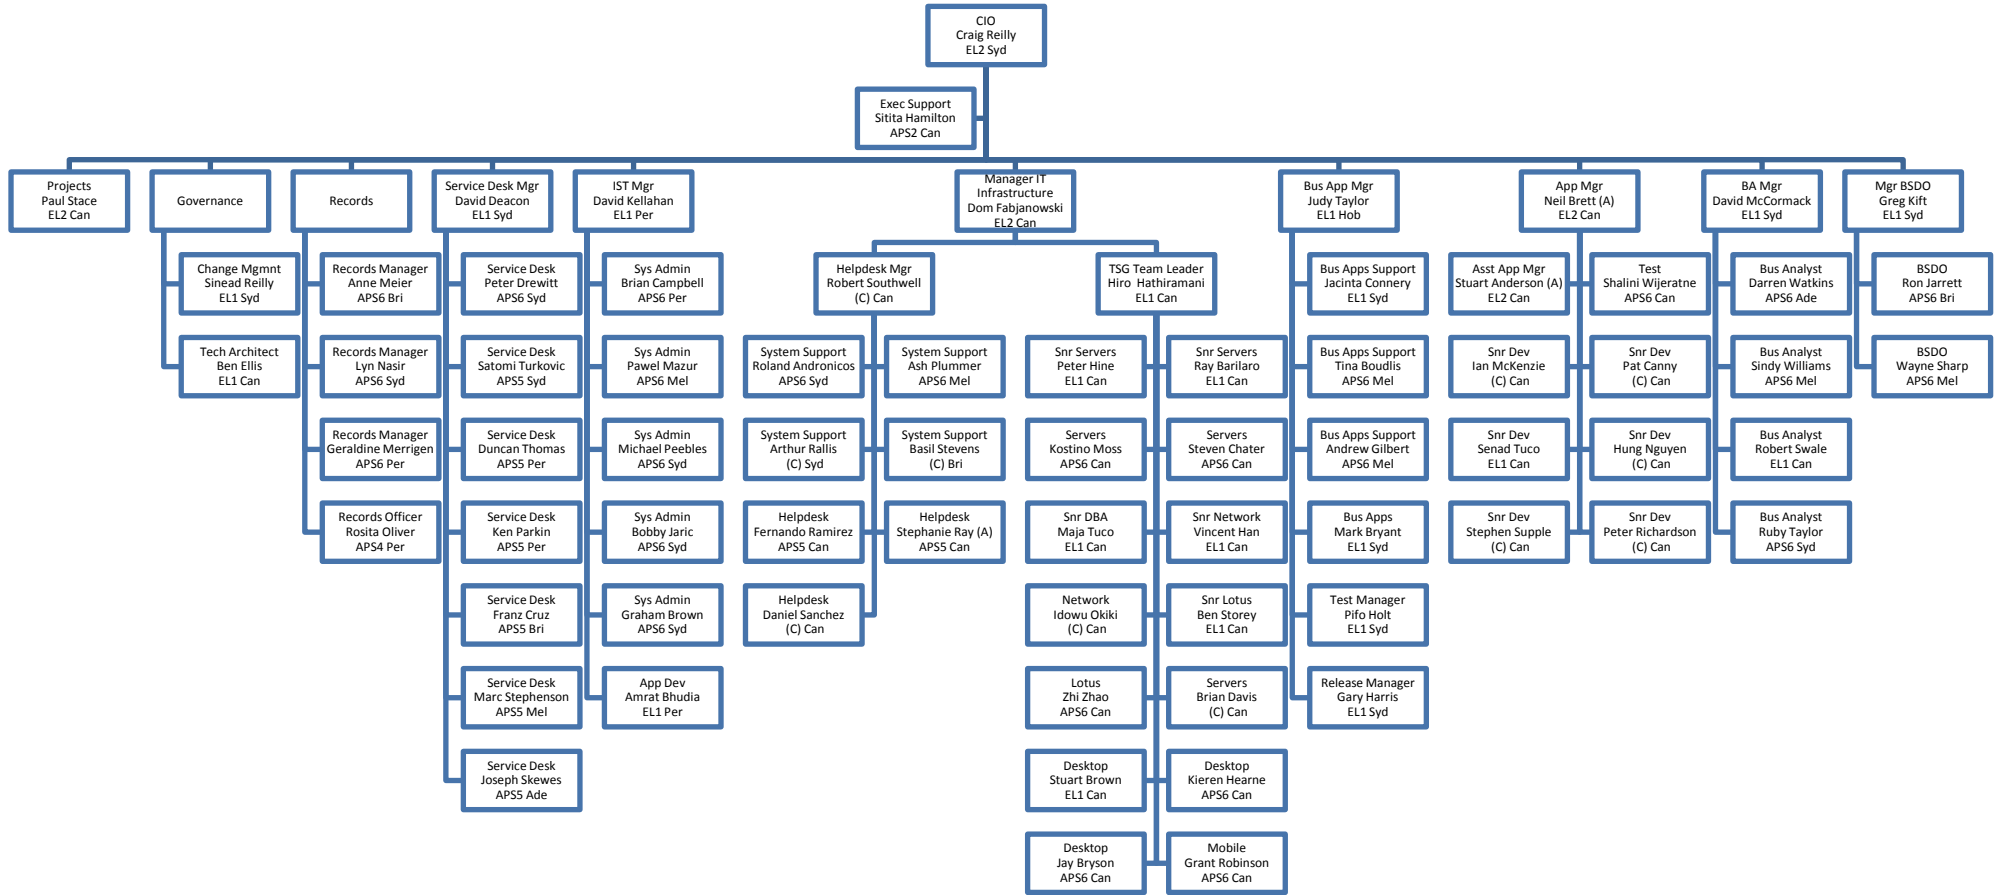 CIO
Craig Reilly
EL2 Syd
Exec Support
Sitita Hamilton
APS2 Can
Projects
Paul Stace
EL2 Can
Governance
Change Mgmnt
Sinead Reilly
EL1 Syd
Tech Architect
Ben Ellis
EL1 Can
Records
Records Manager
Anne Meier
APS6 Bri
Records Manager
Lyn Nasir
APS6 Syd
Records Manager
Geraldine Merrigen
APS6 Per
Records Officer
Rosita Oliver
APS4 Per
Service Desk Mgr
David Deacon
EL1 Syd
Service Desk
Peter Drewitt
APS6 Syd
Service Desk
Satomi Turkovic
APS5 Syd
Service Desk
Duncan Thomas
APS5 Per
Service Desk
Ken Parkin
APS5 Per
Service Desk
Franz Cruz
APS5 Bri
Service Desk
Marc Stephenson
APS5 Mel
Service Desk
Joseph Skewes
APS5 Ade
IST Mgr
David Kellahan
EL1 Per
Sys Admin
Brian Campbell
APS6 Per
Sys Admin
Pawel Mazur
APS6 Mel
Sys Admin
Michael Peebles
APS6 Syd
Sys Admin
Bobby Jaric
APS6 Syd
Sys Admin
Graham Brown
APS6 Syd
App Dev
Amrat Bhudia
EL1 Per
Manager IT
Infrastructure
Dom Fabjanowski
EL2 Can
Helpdesk Mgr
Robert Southwell
(C) Can
System Support
Roland Andronicos
APS6 Syd
System Support
Ash Plummer
APS6 Mel
System Support
Arthur Rallis
(C) Syd
System Support
Basil Stevens
(C) Bri
Helpdesk
Fernando Ramirez
APS5 Can
Helpdesk
Stephanie Ray (A)
APS5 Can
Helpdesk
Daniel Sanchez
(C) Can
TSG Team Leader
Hiro Hathiramani
EL1 Can
Snr Servers
Peter Hine
EL1 Can
Snr Servers
Ray Barilaro
EL1 Can
Servers
Kostino Moss
APS6 Can
Servers
Steven Chater
APS6 Can
Snr DBA
Maja Tuco
EL1 Can
Snr Network
Vincent Han
EL1 Can
Network
Idowu Okiki
(C) Can
Snr Lotus
Ben Storey
EL1 Can
Lotus
Zhi Zhao
APS6 Can
Servers
Brian Davis
(C) Can
Desktop
Stuart Brown
EL1 Can
Desktop
Kieren Hearne
APS6 Can
Desktop
Jay Bryson
APS6 Can
Mobile
Grant Robinson
APS6 Can
Bus App Mgr
Judy Taylor
EL1 Hob
Bus Apps Support
Jacinta Connery
EL1 Syd
Bus Apps Support
Tina Boudlis
APS6 Mel
Bus Apps Support
Andrew Gilbert
APS6 Mel
Bus Apps
Mark Bryant
EL1 Syd
Test Manager
Pifo Holt
EL1 Syd
Release Manager
Gary Harris
EL1 Syd
App Mgr
Neil Brett (A)
EL2 Can
Asst App Mgr
Stuart Anderson (A)
EL2 Can
Test
Shalini Wijeratne
APS6 Can
Snr Dev
Ian McKenzie
(C) Can
Snr Dev
Pat Canny
(C) Can
Snr Dev
Senad Tuco
EL1 Can
Snr Dev
Hung Nguyen
(C) Can
Snr Dev
Stephen Supple
(C) Can
Snr Dev
Peter Richardson
(C) Can
BA Mgr
David McCormack
EL1 Syd
Bus Analyst
Darren Watkins
APS6 Ade
Bus Analyst
Sindy Williams
APS6 Mel
Bus Analyst
Robert Swale
EL1 Can
Bus Analyst
Ruby Taylor
APS6 Syd
Mgr BSDO
Greg Kift
EL1 Syd
BSDO
Ron Jarrett
APS6 Bri
BSDO
Wayne Sharp
APS6 Mel